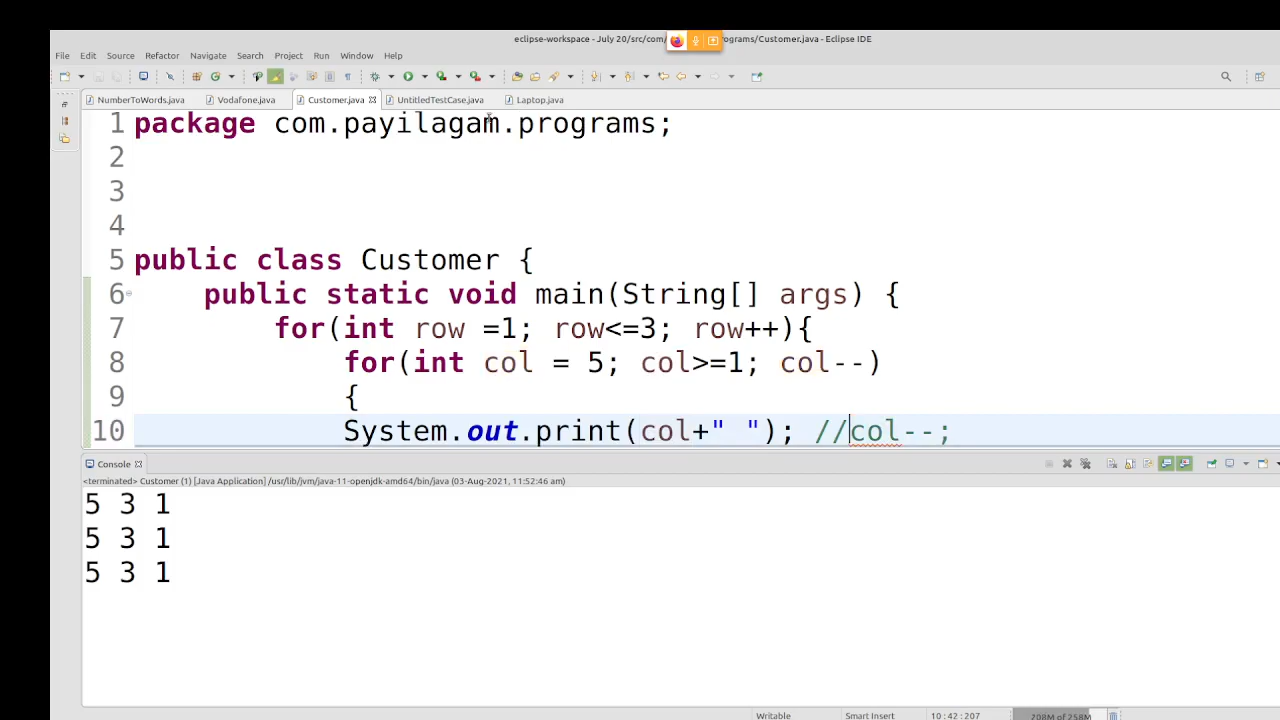 eclipse-workspace - July 20/src/com/ rograms/Customer.java - Eclipse IDE
File Edit Source Refactor Navigate Search Project Run Window Help
NumberToWords.java Vodafone.java Customer.java UntitledTestCase.java Laptop.java
1 package com.payilagam.programs;
2
3
4
5 public class Customer {
6 public static void main(String[] args) {
7 for(int row =1; row<=3; row++){
8 for(int col = 5; col>=1; col--)
9 {
10 System.out.print(col+" "); //col--;
Console
<terminated> Customer (1) [Java Application] /usr/lib/jvm/java-11-openjdk-amd64/bin/java (03-Aug-2021, 11:52:46 am)
5 3 1
5 3 1
5 3 1
Writable Smart Insert 10:42:207 208M of 258M